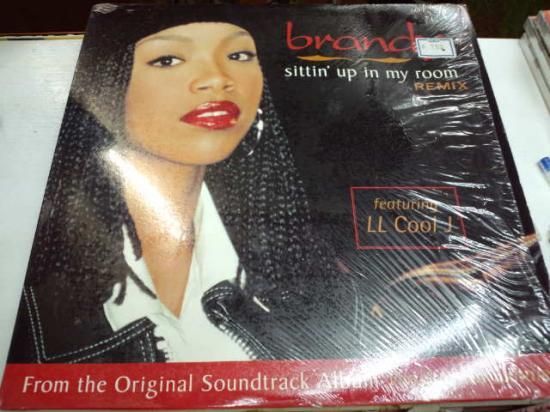 brandy
sittin' up in my room
REMIX
featuring
LL Cool J
From the Original Soundtrack Album